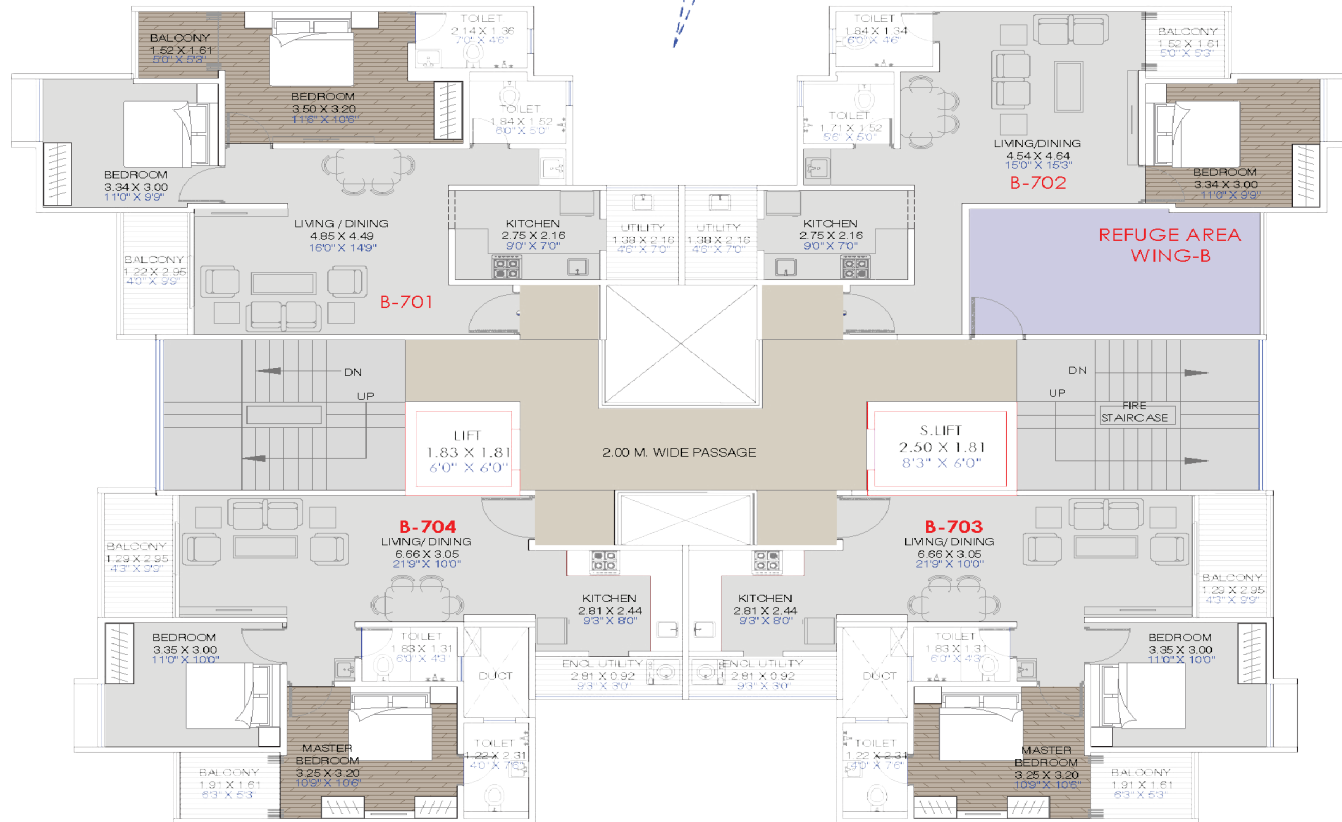 BALCONY
1.52 X 1.61
5'0" X 5'3"
TOILET
2.14 X 1.36
7'0" X 4'6"
BEDROOM
3.50 X 3.20
11'6" X 10'6"
TOILET
1.84 X 1.52
6'0" X 5'0"
BEDROOM
3.34 X 3.00
11'0" X 9'9"
LIVING / DINING
4.85 X 4.49
16'0" X 14'9"
KITCHEN
2.75 X 2.16
9'0" X 7'0"
UTILITY
1.38 X 2.16
4'6" X 7'0"
BALCONY
1.22 X 2.95
4'0" X 9'9"
B-701
TOILET
1.84 X 1.34
6'0" X 4'6"
BALCONY
1.52 X 1.61
5'0" X 5'3"
TOILET
1.71 X 1.52
5'6" X 5'0"
LIVING/DINING
4.54 X 4.64
15'0" X 15'3"
B-702
BEDROOM
3.34 X 3.00
11'0" X 9'9"
UTILITY
1.38 X 2.16
4'6" X 7'0"
KITCHEN
2.75 X 2.16
9'0" X 7'0"
REFUGE AREA
WING-B
DN
UP
LIFT
1.83 X 1.81
6'0" X 6'0"
2.00 M. WIDE PASSAGE
S.LIFT
2.50 X 1.81
8'3" X 6'0"
DN
UP
FIRE
STAIRCASE
B-704
LIVING/ DINING
6.66 X 3.05
21'9" X 10'0"
BALCONY
1.29 X 2.95
4'3" X 9'9"
KITCHEN
2.81 X 2.44
9'3" X 8'0"
BEDROOM
3.35 X 3.00
11'0" X 10'0"
TOILET
1.83 X 1.31
6'0" X 4'3"
DUCT
ENCL UTILITY
2.81 X 0.92
9'3" X 3'0"
MASTER
BEDROOM
3.25 X 3.20
10'9" X 10'6"
TOILET
1.22 X 2.31
4'0" X 7'6"
BALCONY
1.91 X 1.61
6'3" X 5'3"
B-703
LIVING/ DINING
6.66 X 3.05
21'9" X 10'0"
BALCONY
1.29 X 2.95
4'3" X 9'9"
KITCHEN
2.81 X 2.44
9'3" X 8'0"
ENCL UTILITY
2.81 X 0.92
9'3" X 3'0"
DUCT
TOILET
1.83 X 1.31
6'0" X 4'3"
BEDROOM
3.35 X 3.00
11'0" X 10'0"
TOILET
1.22 X 2.31
4'0" X 7'6"
MASTER
BEDROOM
3.25 X 3.20
10'9" X 10'6"
BALCONY
1.91 X 1.61
6'3" X 5'3"